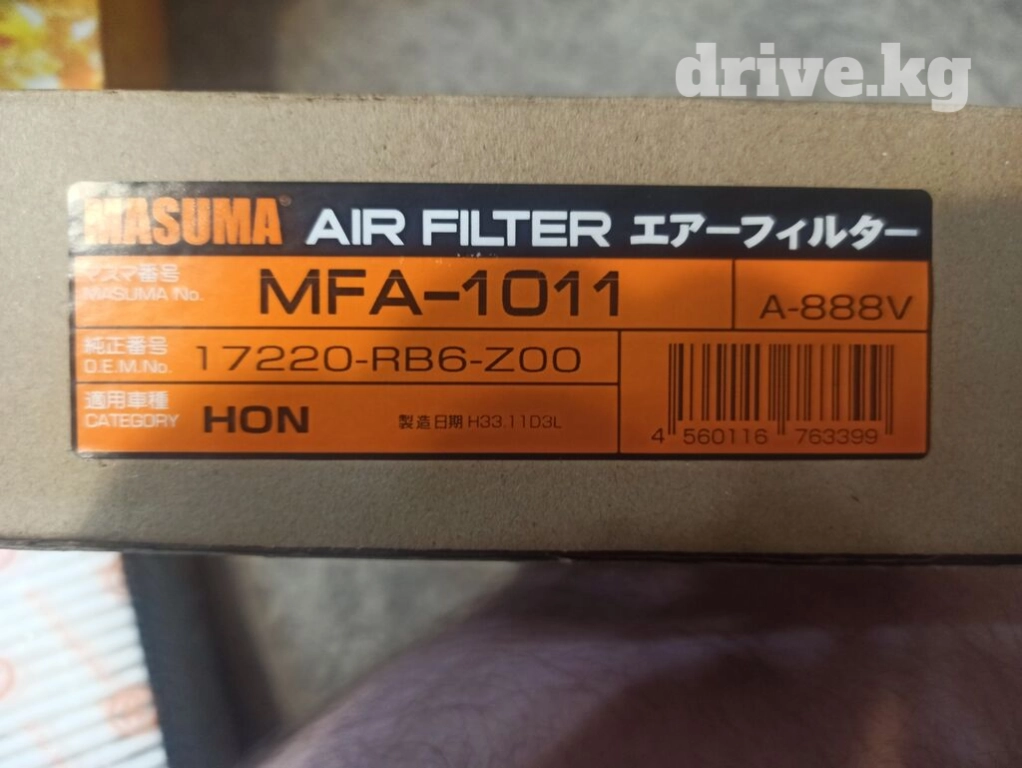 drive.kg
MASUMA AIR FILTER エアーフィルター
マスマ番号
MASUMA No.
MFA-1011
A-888V
純正番号
O.E.M.No.
17220-RB6-Z00
適用車種
CATEGORY
HON
製造日期 H33.11D3L
4 560116 763399